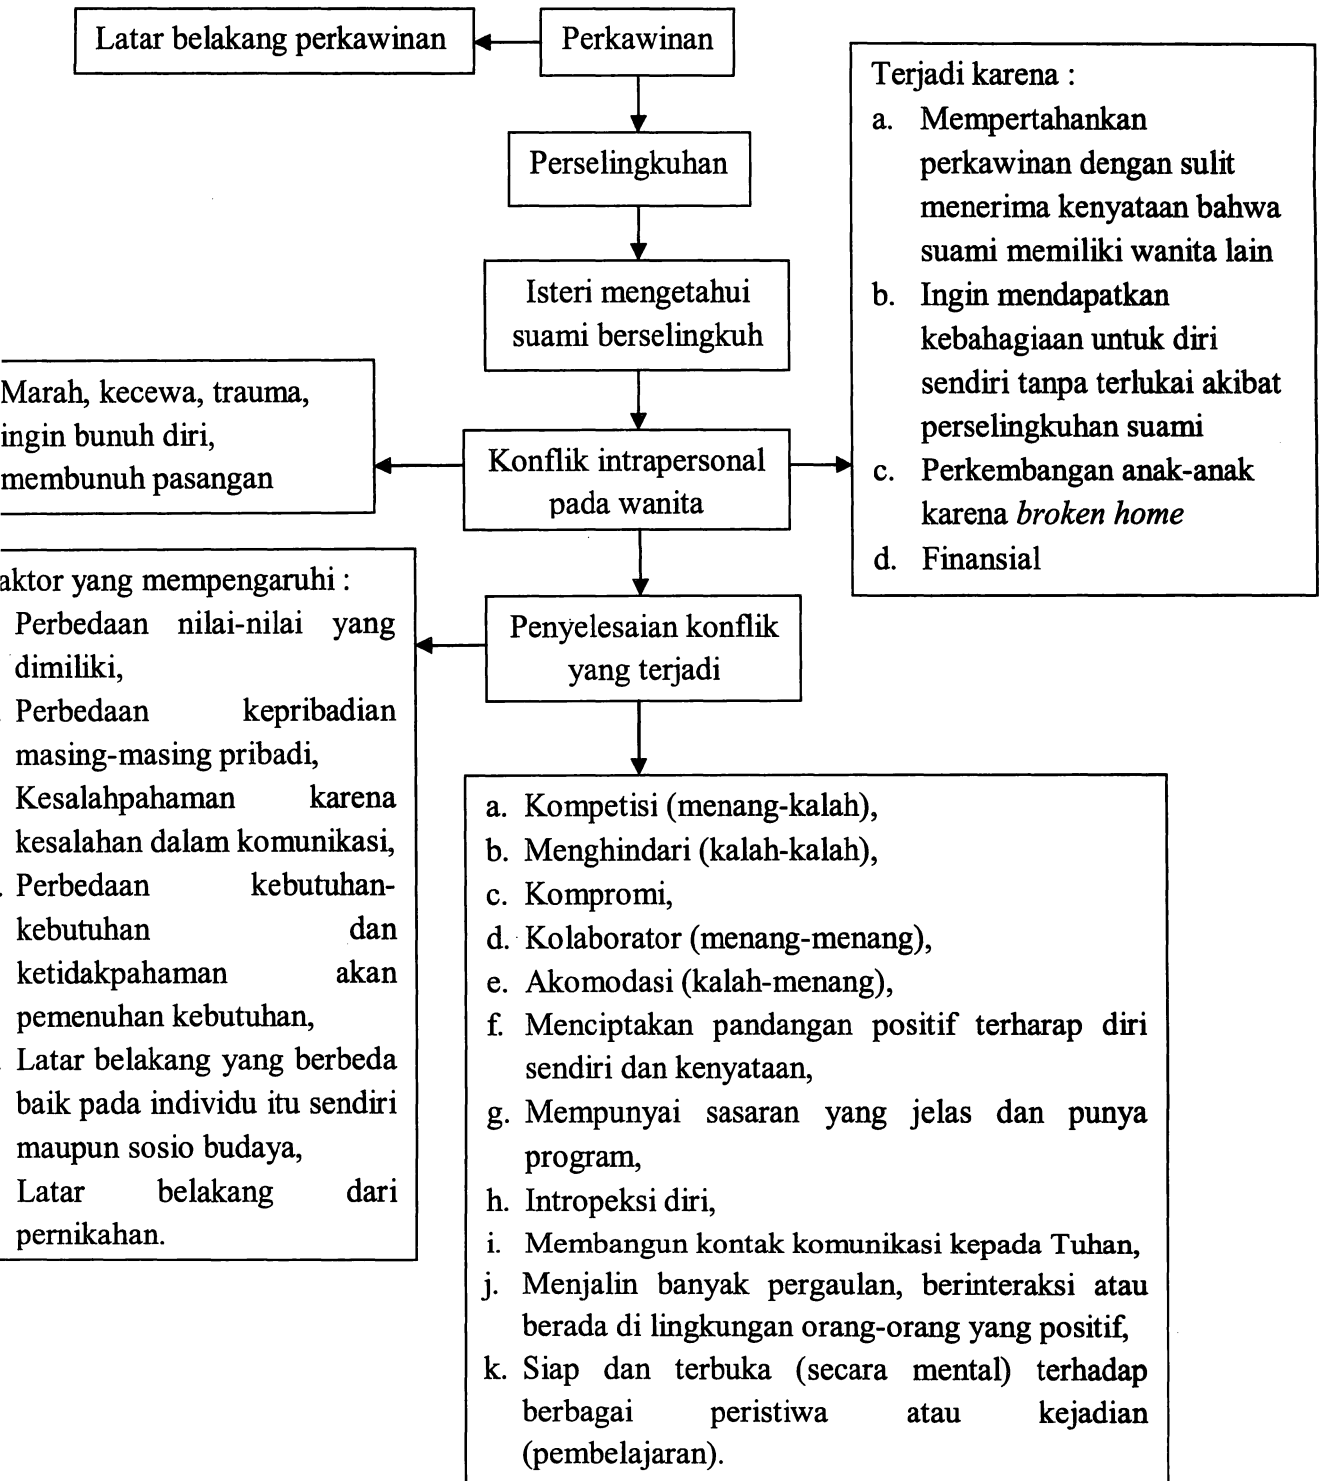 Latar belakang perkawinan
Perkawinan
Perselingkuhan
Isteri mengetahui
suami berselingkuh
Terjadi karena :
a. Mempertahankan
perkawinan dengan sulit
menerima kenyataan bahwa
suami memiliki wanita lain
b. Ingin mendapatkan
kebahagiaan untuk diri
sendiri tanpa terlukai akibat
perselingkuhan suami
c. Perkembangan anak-anak
karena broken home
d. Finansial
Marah, kecewa, trauma,
ingin bunuh diri,
membunuh pasangan
Konflik intrapersonal
pada wanita
Penyelesaian konflik
yang terjadi
aktor yang mempengaruhi :
Perbedaan nilai-nilai yang
dimiliki,
Perbedaan kepribadian
masing-masing pribadi,
Kesalahpahaman karena
kesalahan dalam komunikasi,
Perbedaan kebutuhan-
kebutuhan dan
ketidakpahaman akan
pemenuhan kebutuhan,
Latar belakang yang berbeda
baik pada individu itu sendiri
maupun sosio budaya,
Latar belakang dari
pernikahan.
a. Kompetisi (menang-kalah),
b. Menghindari (kalah-kalah),
c. Kompromi,
d. Kolaborator (menang-menang),
e. Akomodasi (kalah-menang),
f. Menciptakan pandangan positif terharap diri
sendiri dan kenyataan,
g. Mempunyai sasaran yang jelas dan punya
program,
h. Intropeksi diri,
i. Membangun kontak komunikasi kepada Tuhan,
j. Menjalin banyak pergaulan, berinteraksi atau
berada di lingkungan orang-orang yang positif,
k. Siap dan terbuka (secara mental) terhadap
berbagai peristiwa atau kejadian
(pembelajaran).